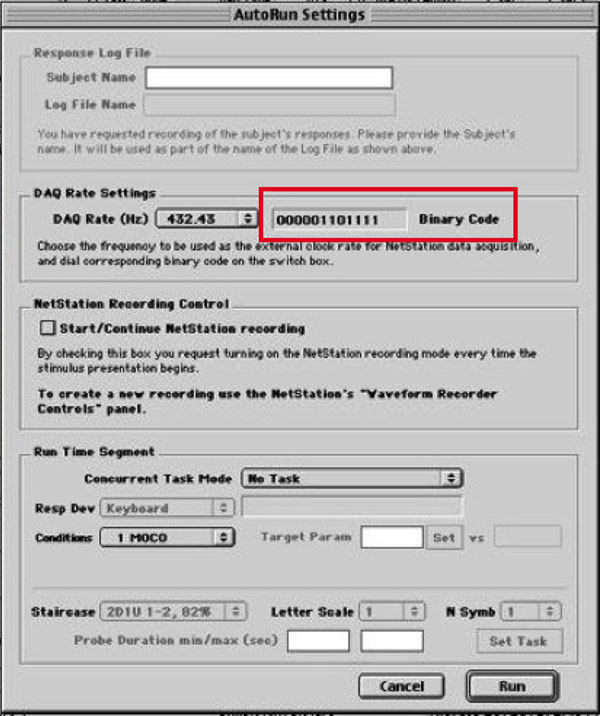 AutoRun Settings
Response Log File
Subject Name
Log File Name
You have requested recording of the subject's responses. Please provide the Subject's
name. It will be used as part of the name of the Log File as shown above.
DAQ Rate Settings
DAQ Rate (Hz) 432.43 000001101111 Binary Code
Choose the frequency to be used as the external clock rate for NetStation data acquisition,
and dial corresponding binary code on the switch box.
NetStation Recording Control
Start/Continue NetStation recording
By checking this box you request turning on the NetStation recording mode every time the
stimulus presentation begins.
To create a new recording use the NetStation's "Waveform Recorder
Controls" panel.
Run Time Segment
Concurrent Task Mode No Task
Resp Dev Keyboard
Conditions 1 MOCO Target Param Set vs
Staircase 2D1U 1-2, 82% Letter Scale 1 N Symb 1
Probe Duration min/max (sec) Set Task
Cancel Run